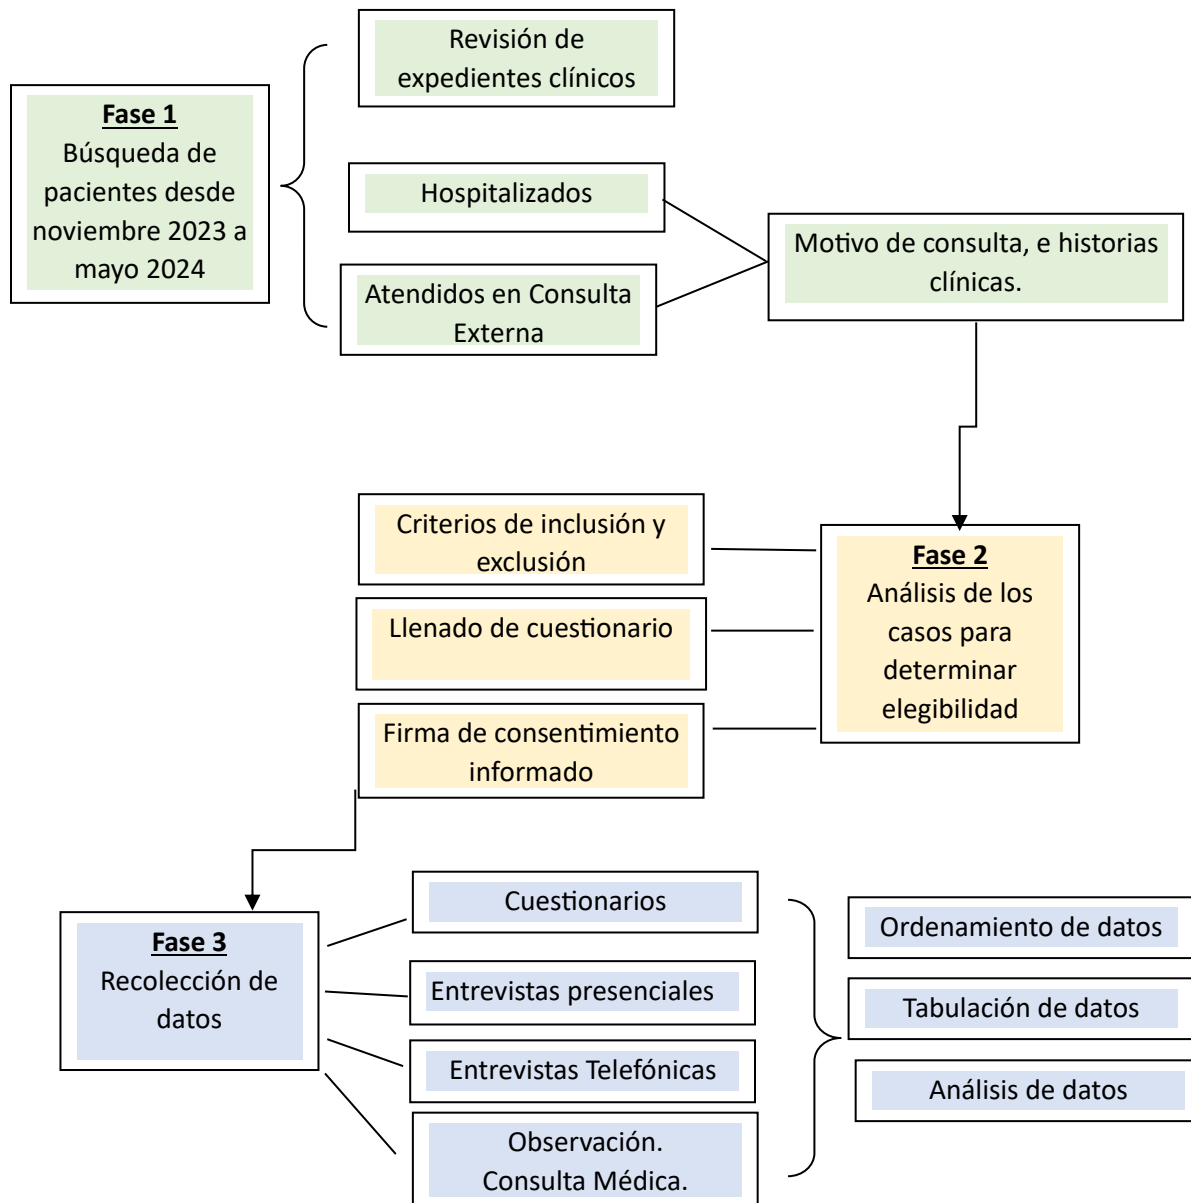 Fase 1
Búsqueda de
pacientes desde
noviembre 2023 a
mayo 2024
Revisión de
expedientes clínicos
Hospitalizados
Atendidos en Consulta
Externa
Motivo de consulta, e historias
clínicas.
Fase 2
Análisis de los
casos para
determinar
elegibilidad
Criterios de inclusión y
exclusión
Llenado de cuestionario
Firma de consentimiento
informado
Fase 3
Recolección de
datos
Cuestionarios
Entrevistas presenciales
Entrevistas Telefónicas
Observación.
Consulta Médica.
Ordenamiento de datos
Tabulación de datos
Análisis de datos